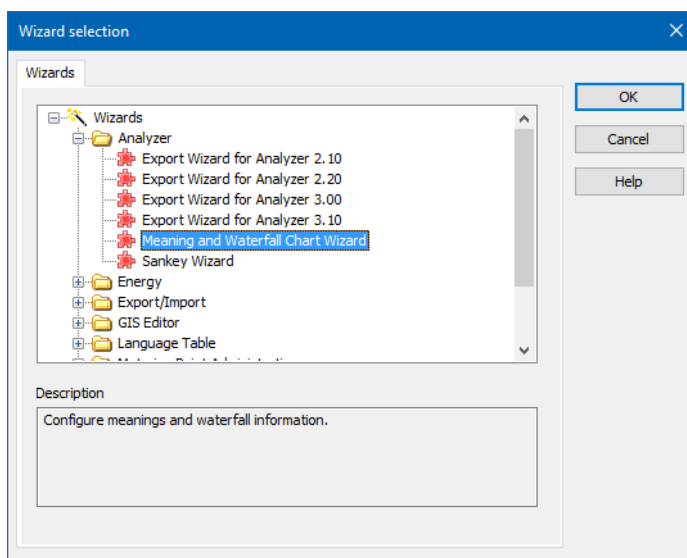 Wizard selection
Wizards
OK
Cancel
Help
Wizards
Analyzer
Export Wizard for Analyzer 2.10
Export Wizard for Analyzer 2.20
Export Wizard for Analyzer 3.00
Export Wizard for Analyzer 3.10
Meaning and Waterfall Chart Wizard
Sankey Wizard
Energy
Export/Import
GIS Editor
Language Table
Description
Configure meanings and waterfall information.